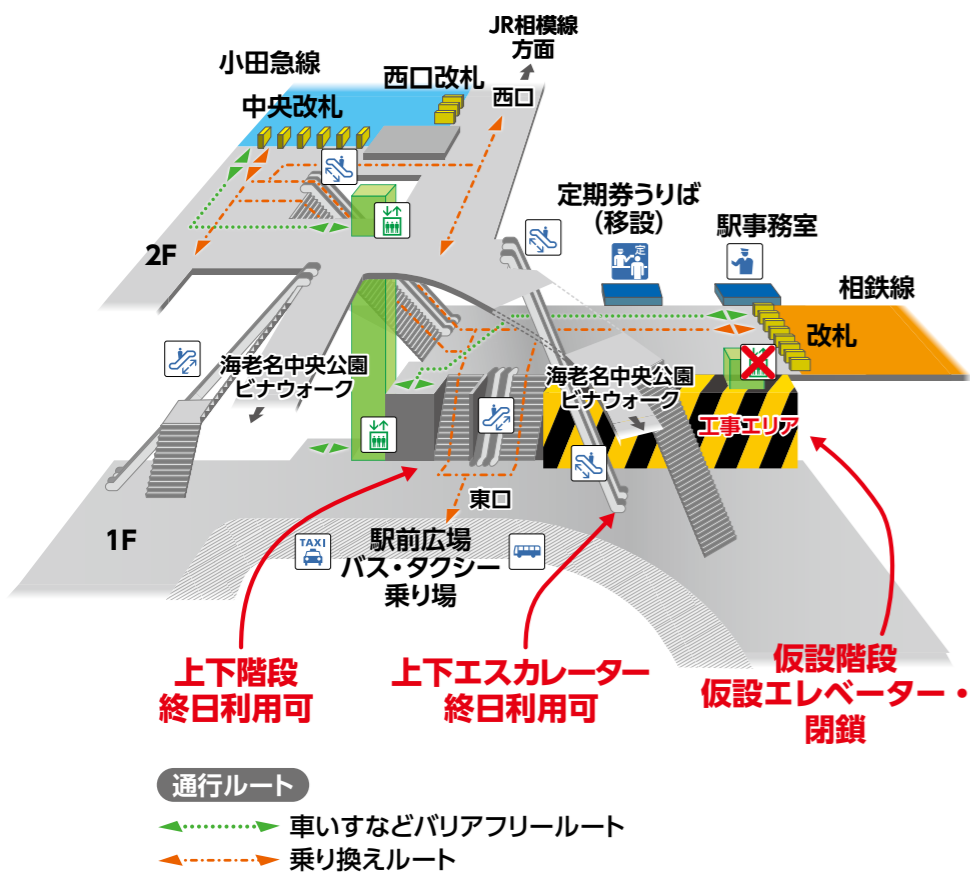 JR相模線
方面
小田急線
西口改札
西口
中央改札
定期券うりば
(移設)
駅事務室
定
2F
相鉄線
改札
海老名中央公園
ビナウォーク
海老名中央公園
ビナウォーク
工事エリア
東口
1F
TAXI
駅前広場
バス・タクシー
乗り場
上下階段
終日利用可
上下エスカレーター
終日利用可
仮設階段
仮設エレベーター・
閉鎖
通行ルート
車いすなどバリアフリールート
乗り換えルート